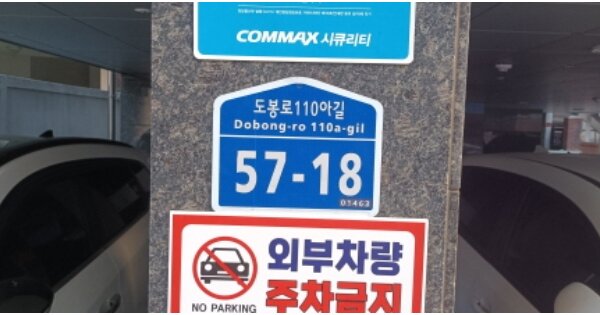 COMMAX 시큐리티
도봉로110아길
Dobong-ro 110a-gil
57-18
01463
외부차량
주차금지
NO PARKING